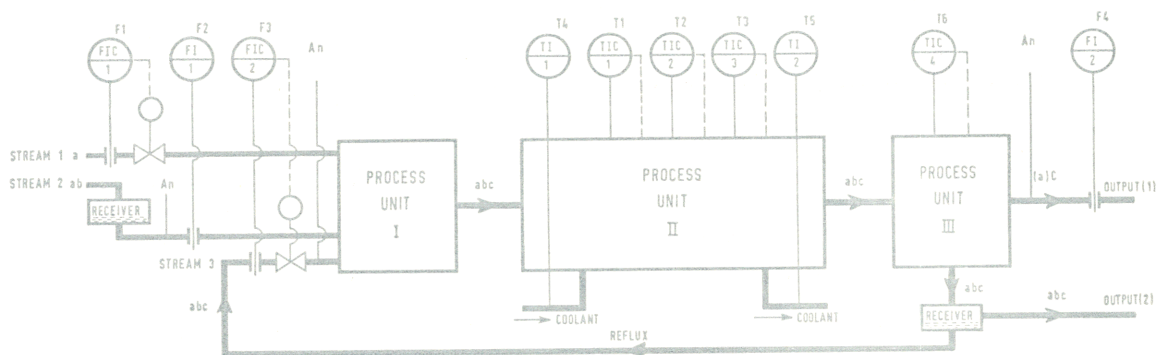 F1
F2
F3
T4
T1
T2
T3
T5
T6
F4
FIC
1
FI
1
FIC
2
An
TI
1
TIC
1
TIC
2
TIC
3
TI
2
TIC
4
An
FI
2
STREAM 1 a
STREAM 2 ab
An
RECEIVER
STREAM 3
PROCESS
UNIT
I
abc
PROCESS
UNIT
II
abc
PROCESS
UNIT
III
(a)C
OUTPUT(1)
abc
COOLANT
COOLANT
abc
RECEIVER
abc
OUTPUT(2)
REFLUX